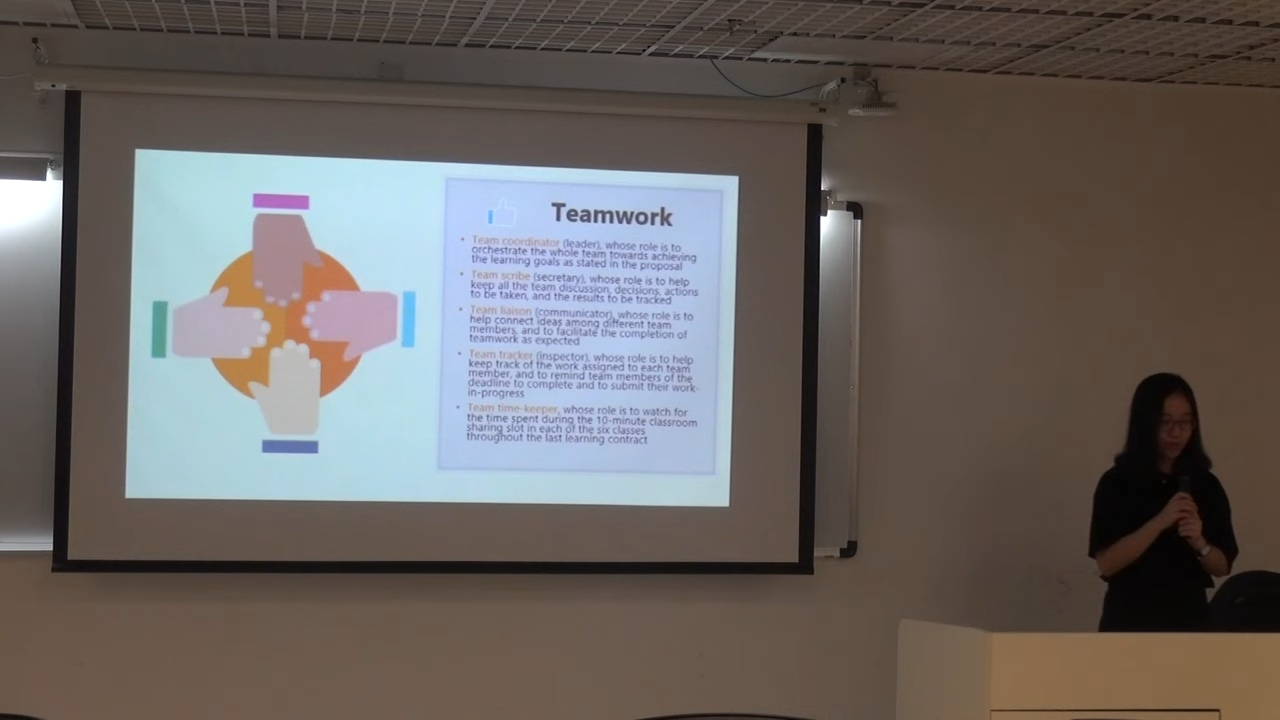 Teamwork
• Team coordinator (leader), whose role is to
orchestrate the whole team towards achieving
the learning goals as stated in the proposal
• Team scribe (secretary), whose role is to help
keep all the team discussion, decisions, actions
to be taken, and the results to be tracked
• Team liaison (communicator), whose role is to
help connect ideas among different team
members, and to facilitate the completion of
teamwork as expected
• Team tracker (inspector), whose role is to help
keep track of the work assigned to each team
member, and to remind team members of the
deadline to complete and to submit their work-
in-progress
• Team time-keeper, whose role is to watch for
the time spent during the 10-minute classroom
sharing slot in each of the six classes
throughout the last learning contract